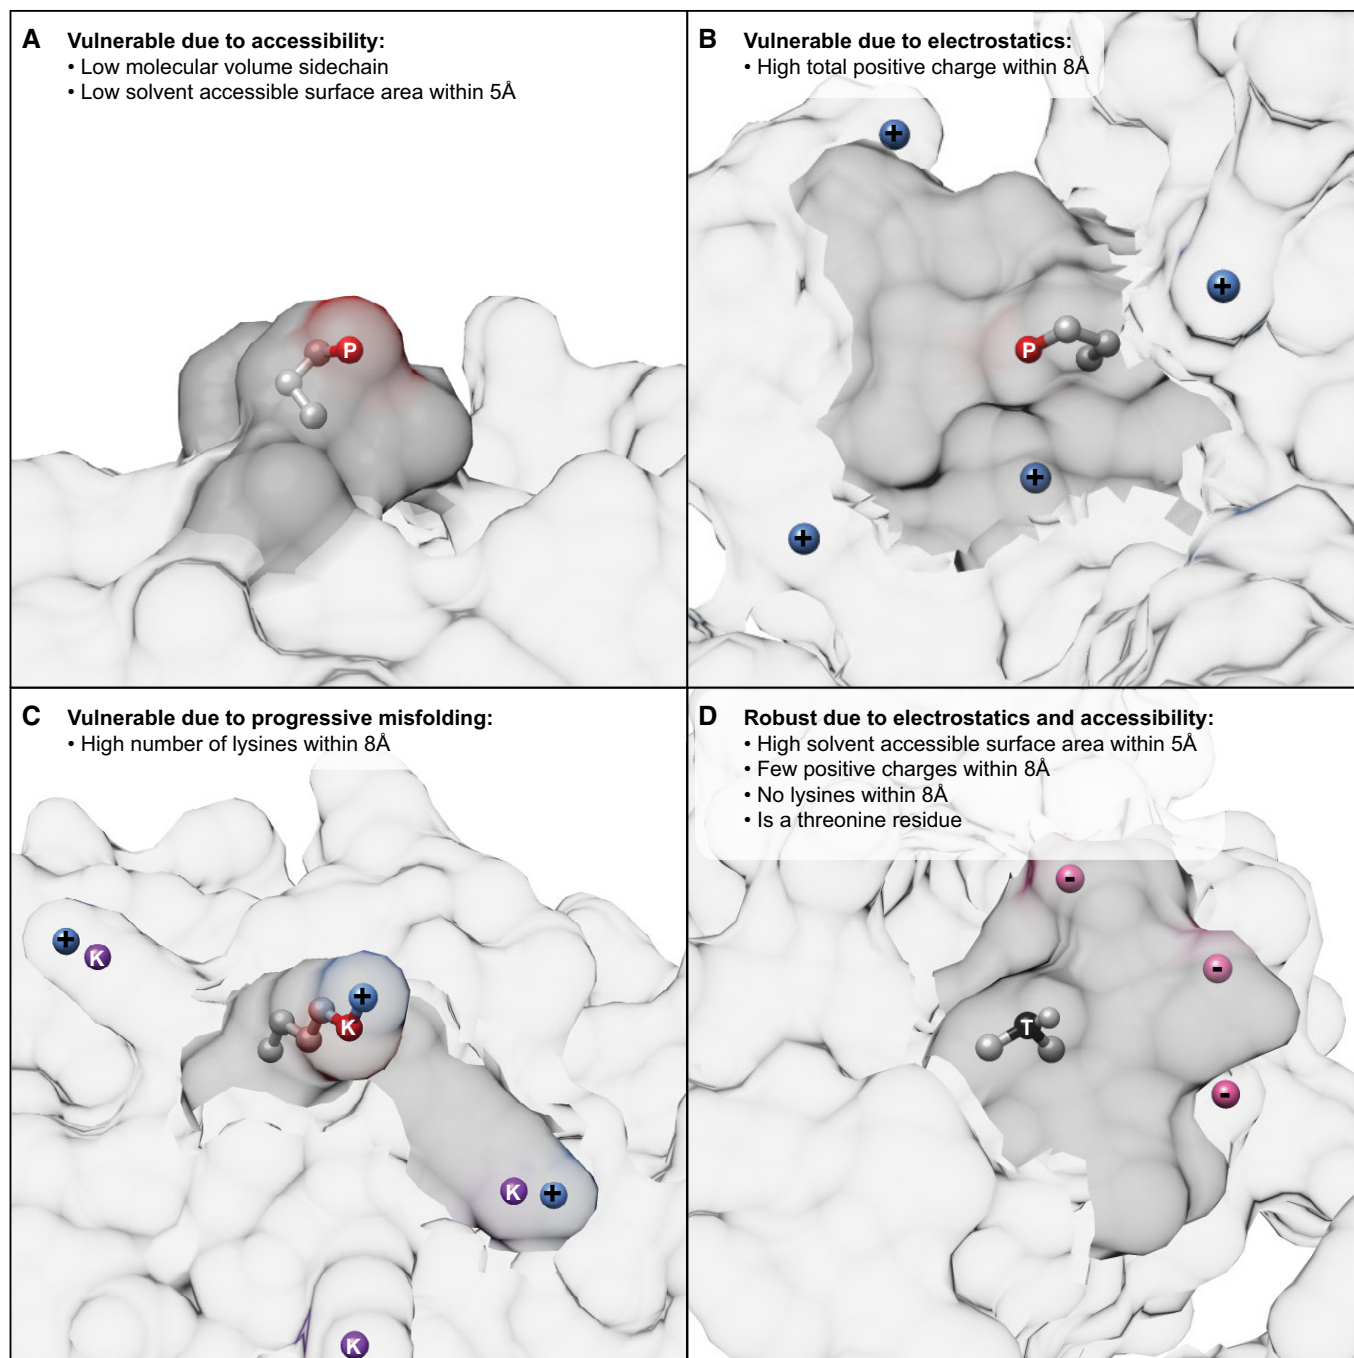 A Vulnerable due to accessibility:
• Low molecular volume sidechain
• Low solvent accessible surface area within 5Å
P
B Vulnerable due to electrostatics:
• High total positive charge within 8Å
+
+
P
+
+
C Vulnerable due to progressive misfolding:
• High number of lysines within 8Å
+
K
+
K
K
+
K
D Robust due to electrostatics and accessibility:
• High solvent accessible surface area within 5Å
• Few positive charges within 8Å
• No lysines within 8Å
• Is a threonine residue
-
-
T
-